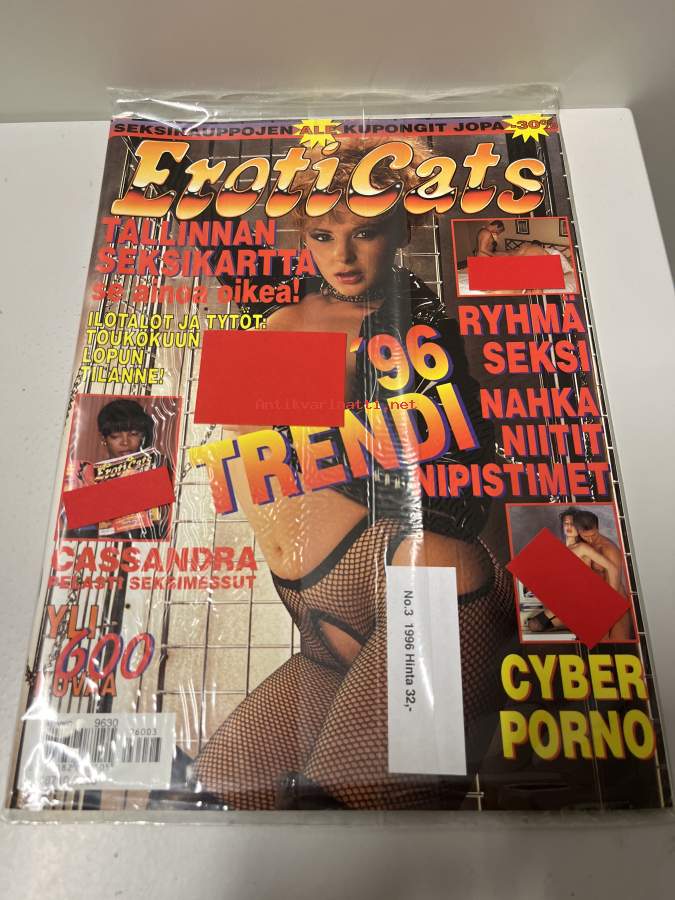 SEKSIKAUPPOJEN ALE KUPONGIT JOPA -30%
EROTiCats
TALLINNAN
SEKSIKARTTA
se ainoa oikea!
ILOTALOT JA TYTÖT:
TOUKOKUUN
LOPUN
TILANNE!
RYHMÄ
SEKSI
NAHKA
NIITIT
NIPISTIMET
'96
TRENDI
Antikvariaatti.net
EROTiCats
CASSANDRA
PELASTI SEKSIMESSUT
YLI
600
No.3 1996 Hinta 32,-
CYBER
PORNO
9630